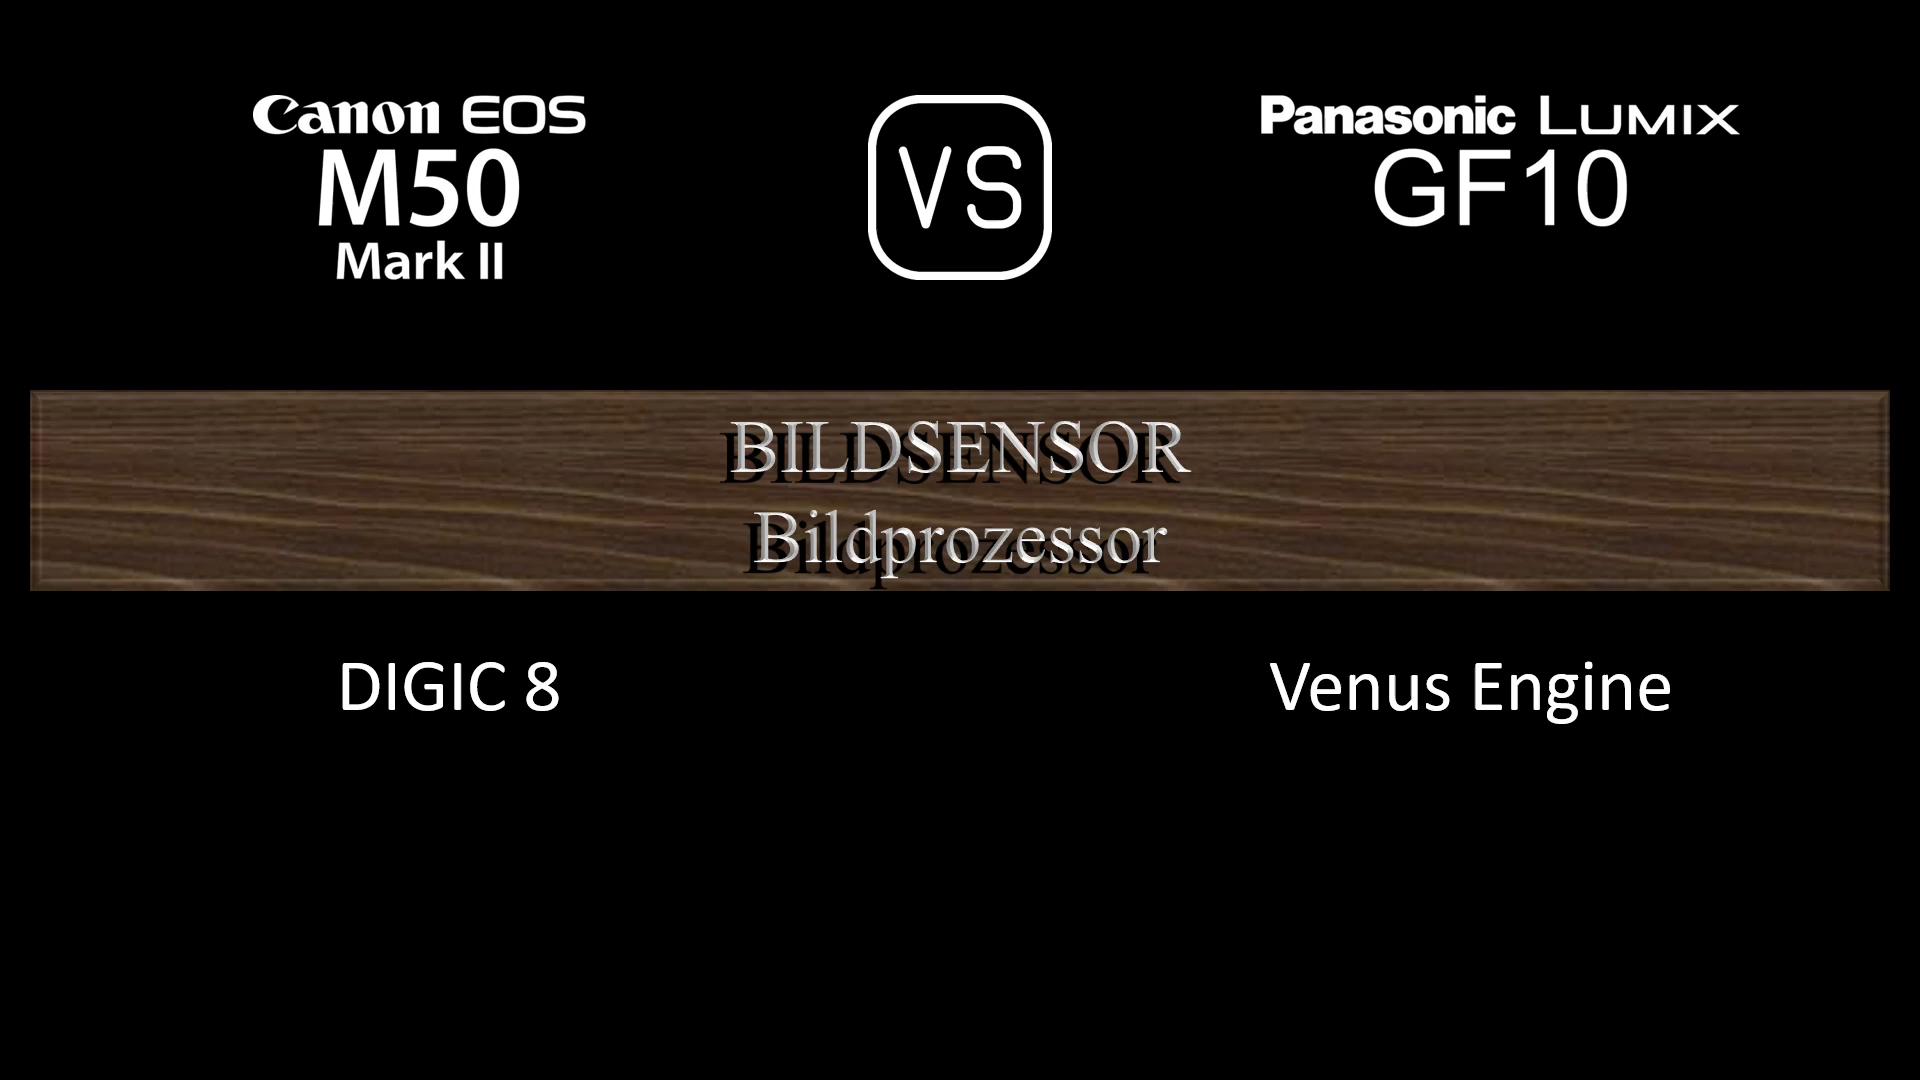 Canon EOS
M50
Mark II
VS
Panasonic LUMIX
GF10
BILDSENSOR
Bildprozessor
DIGIC 8
Venus Engine